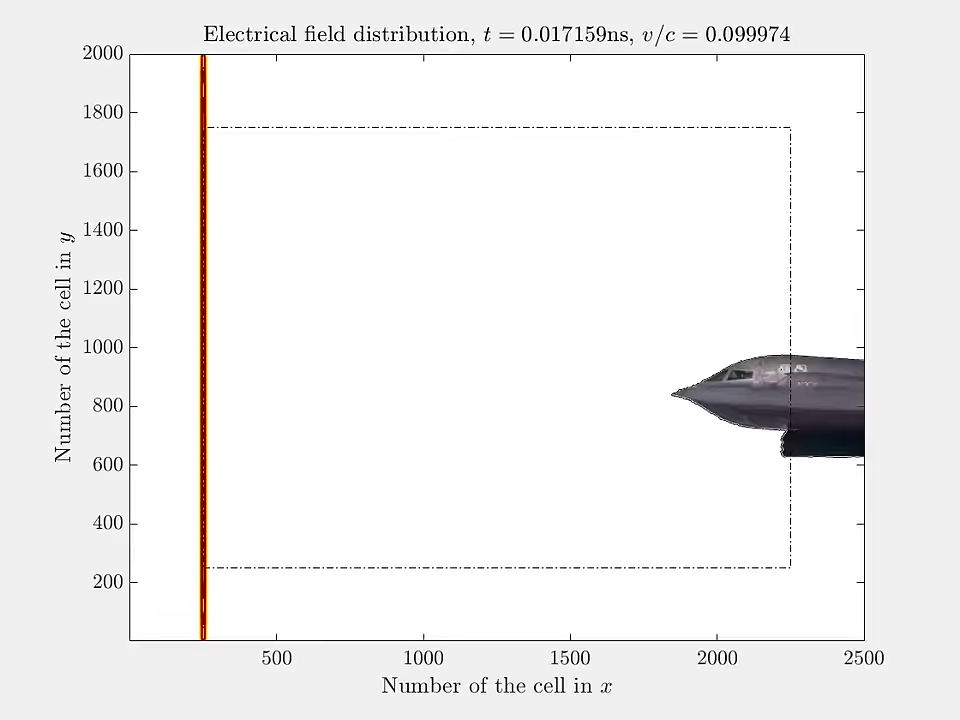 Electrical field distribution, t = 0.017159ns, v/c = 0.099974
2000
1800
1600
1400
1200
1000
800
600
400
200
Number of the cell in y
500 1000 1500 2000 2500
Number of the cell in x